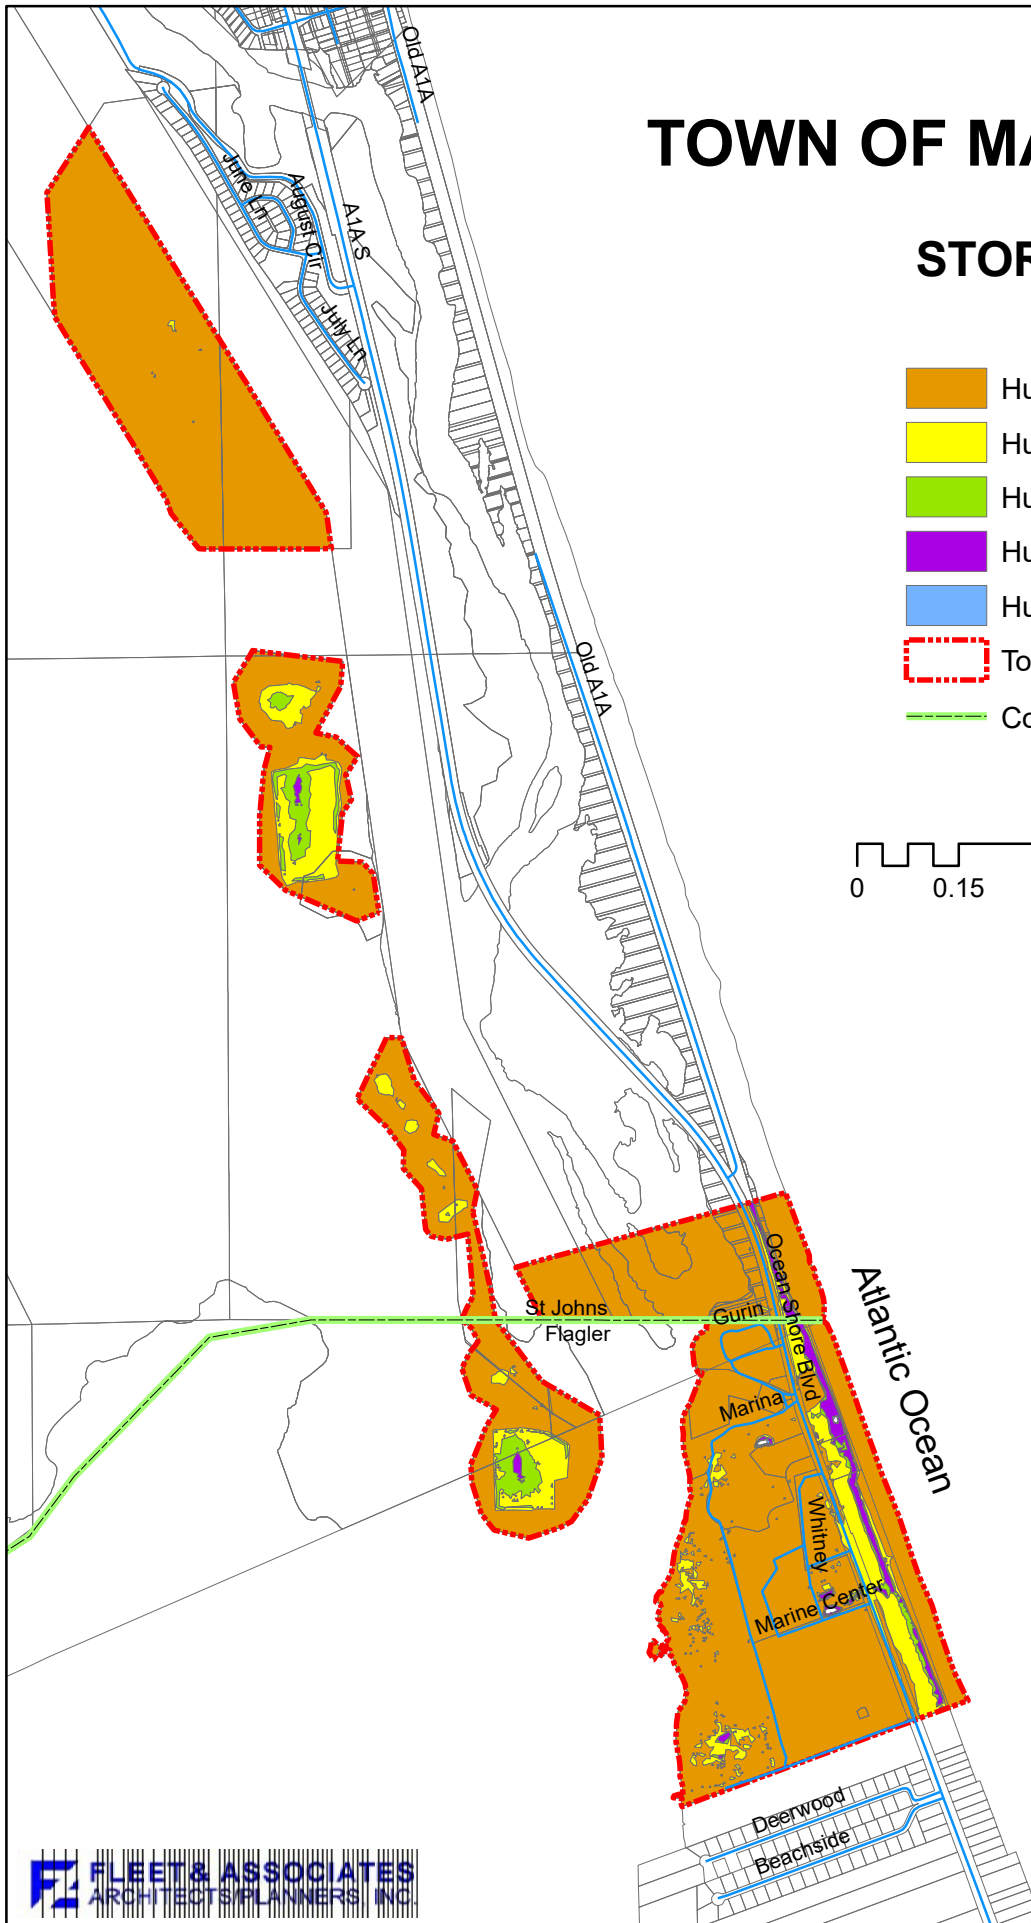 TOWN OF MA
STOR
Hu
Hu
Hu
Hu
Hu
To
Co
0 0.15
Old A1A
June Ln
August Cir
A1A S
July Ln
Old A1A
Ocean Shore Blvd
Atlantic Ocean
St Johns
Flagler
Gurin
Marina
Whitney
Marine Center
Deerwood
Beachside
FLEET & ASSOCIATES
ARCHITECTS/PLANNERS, INC.